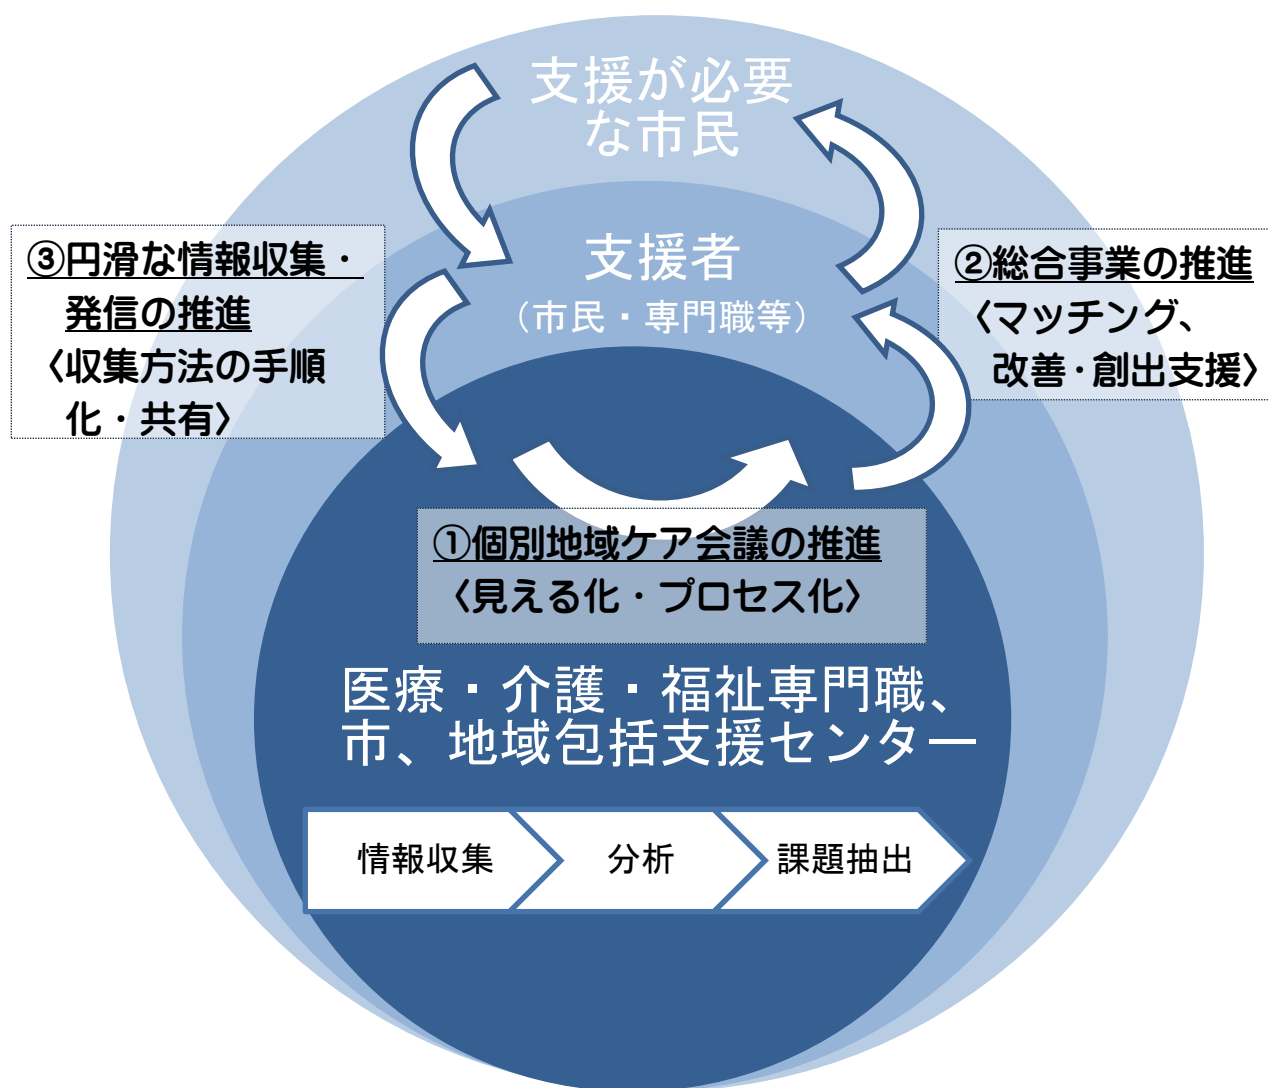 支援が必要
な市民
支援者
（市民・専門職等）
③円滑な情報収集・
発信の推進
〈収集方法の手順
化・共有〉
②総合事業の推進
〈マッチング、
改善・創出支援〉
①個別地域ケア会議の推進
〈見える化・プロセス化〉
医療・介護・福祉専門職、
市、地域包括支援センター
情報収集
分析
課題抽出